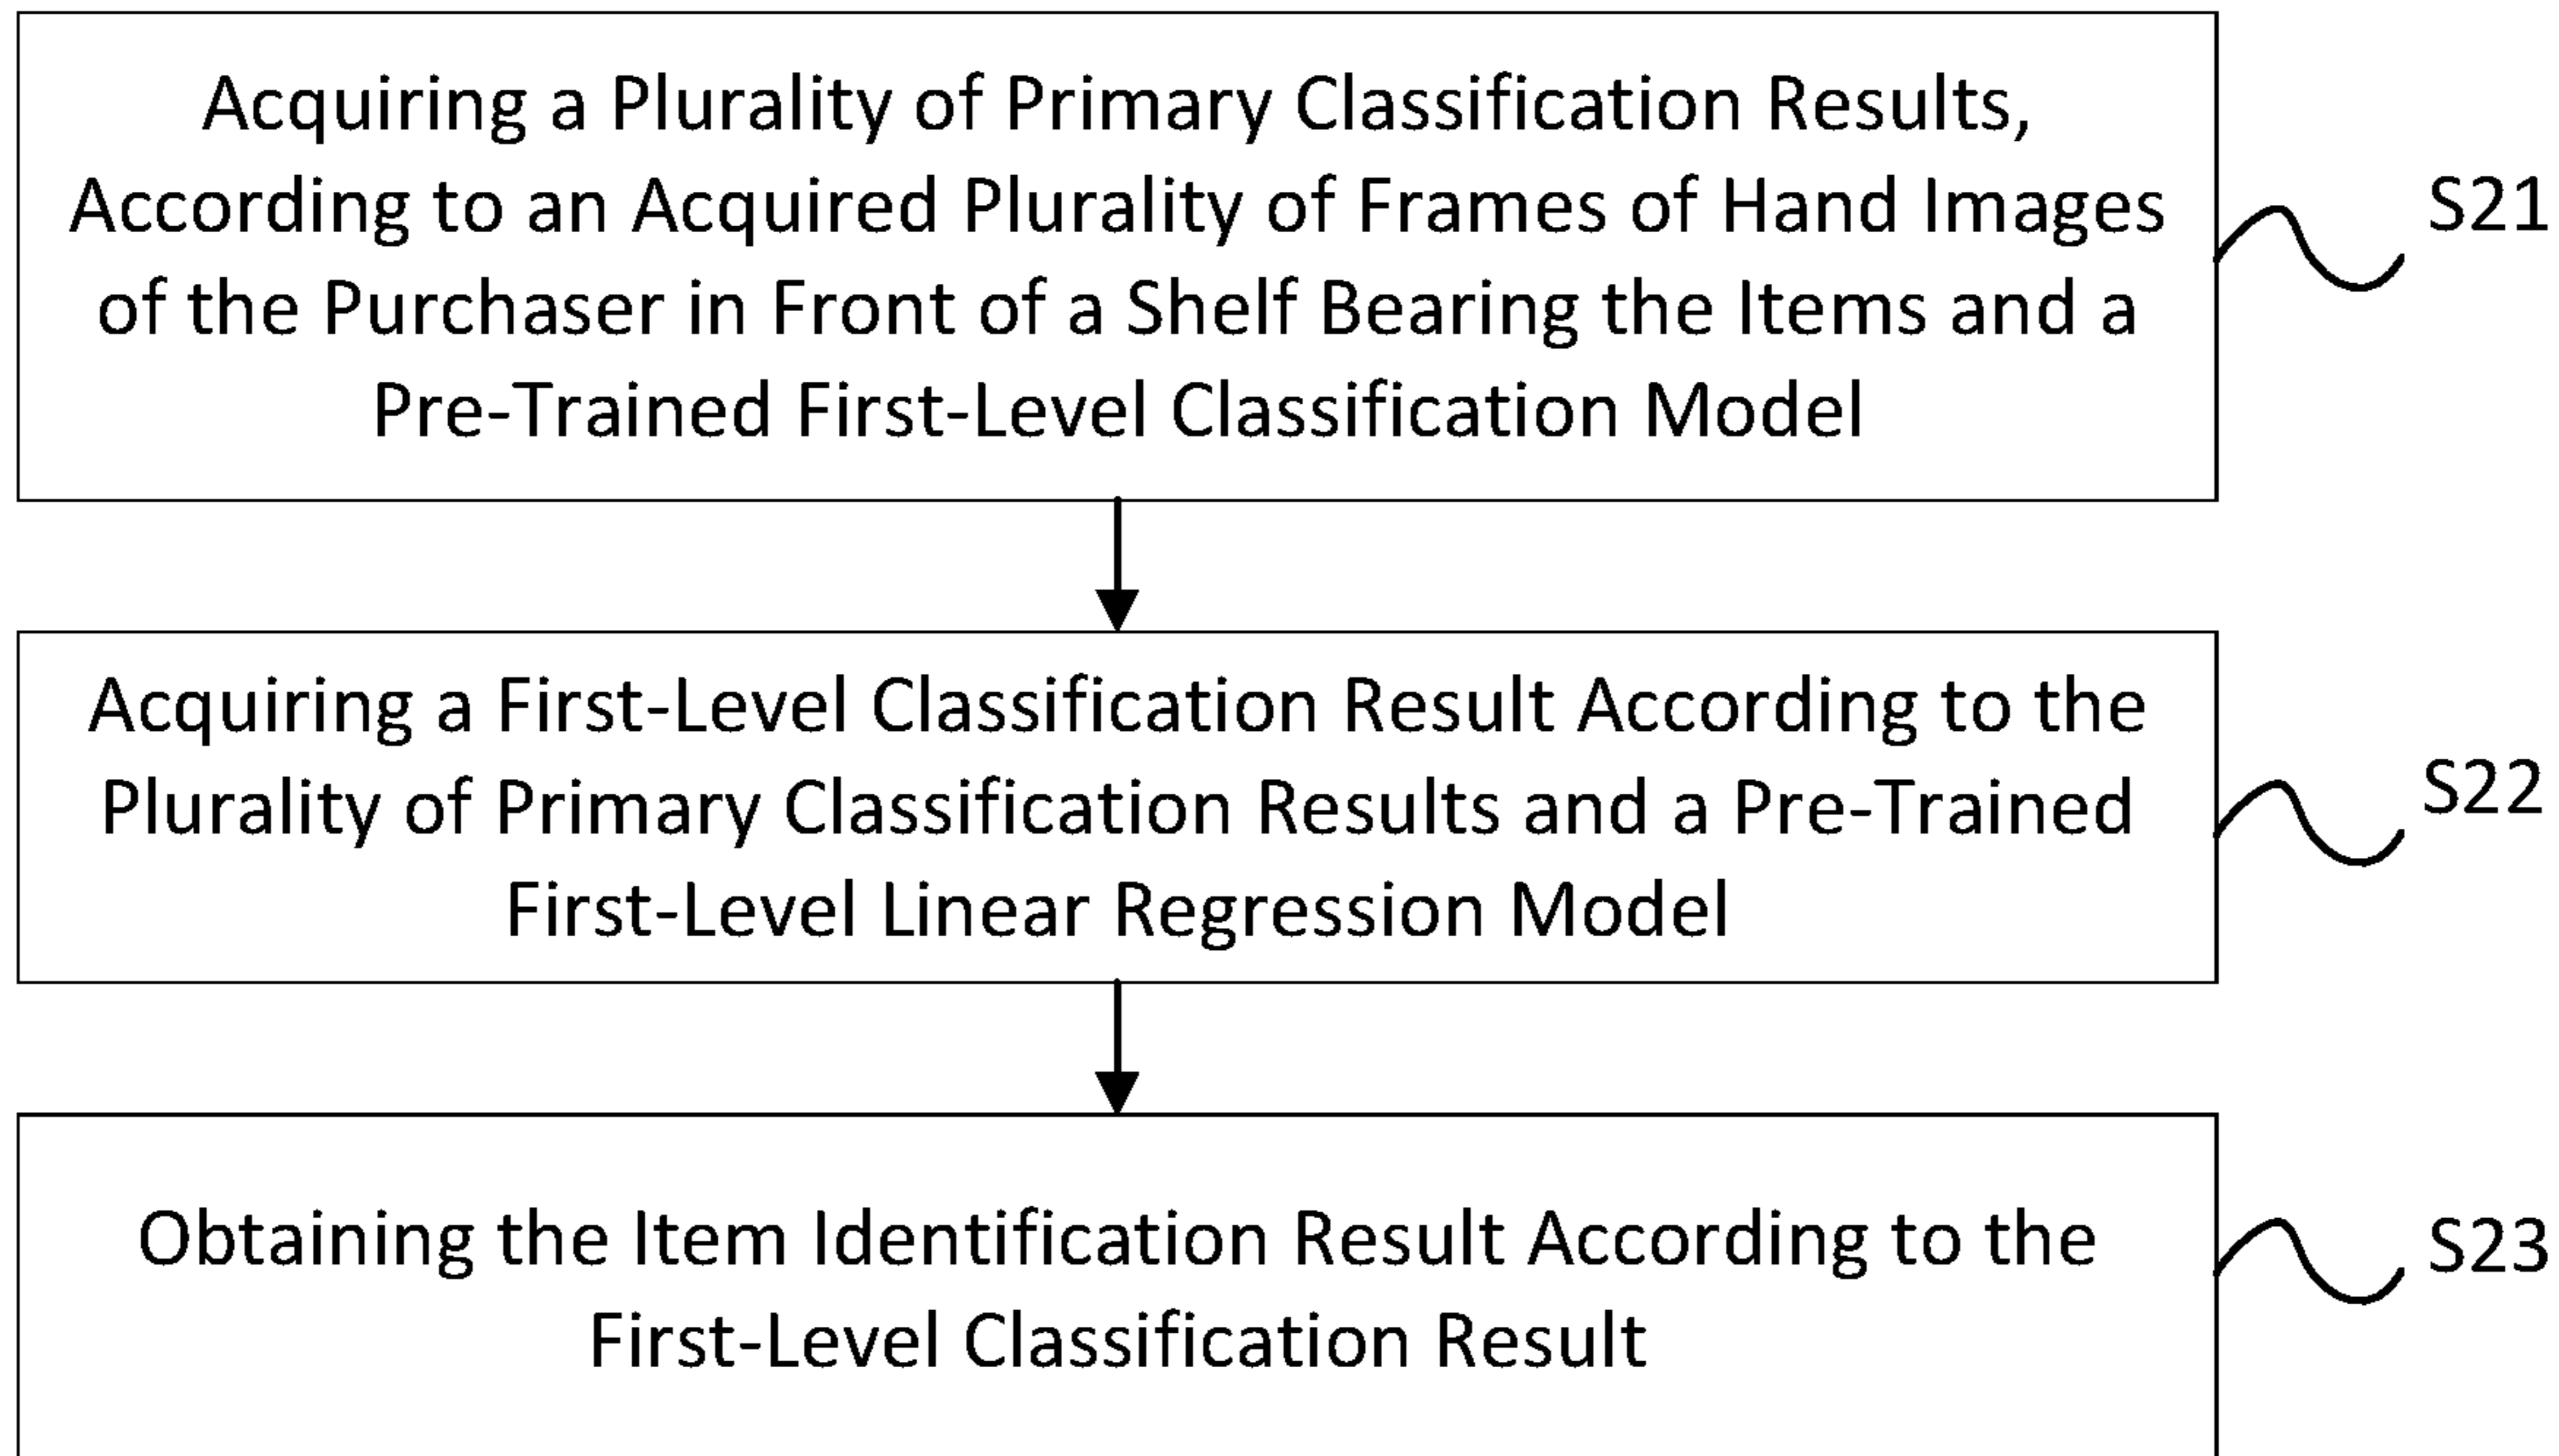 Acquiring a Plurality of Primary Classification Results,
According to an Acquired Plurality of Frames of Hand Images
of the Purchaser in Front of a Shelf Bearing the Items and a
Pre-Trained First-Level Classification Model
S21
Acquiring a First-Level Classification Result According to the
Plurality of Primary Classification Results and a Pre-Trained
First-Level Linear Regression Model
S22
Obtaining the Item Identification Result According to the
First-Level Classification Result
S23